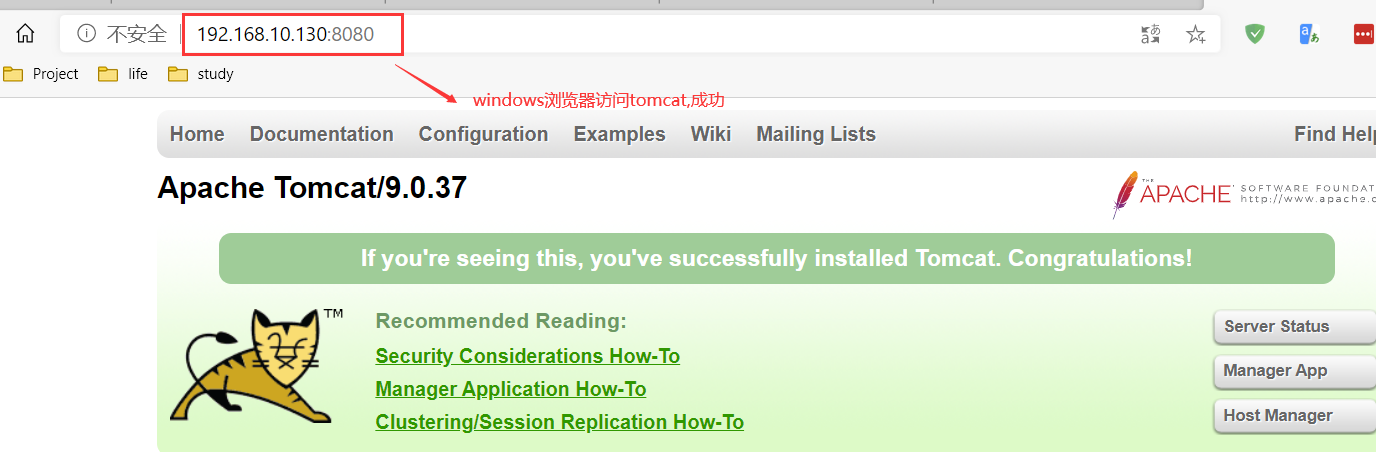 不安全 192.168.10.130:8080
Project life study
windows浏览器访问tomcat,成功
Home Documentation Configuration Examples Wiki Mailing Lists Find Help
Apache Tomcat/9.0.37
THE APACHE SOFTWARE FOUNDAT
http://www.apache.o
If you're seeing this, you've successfully installed Tomcat. Congratulations!
TM
Recommended Reading:
Security Considerations How-To
Manager Application How-To
Clustering/Session Replication How-To
Server Status
Manager App
Host Manager